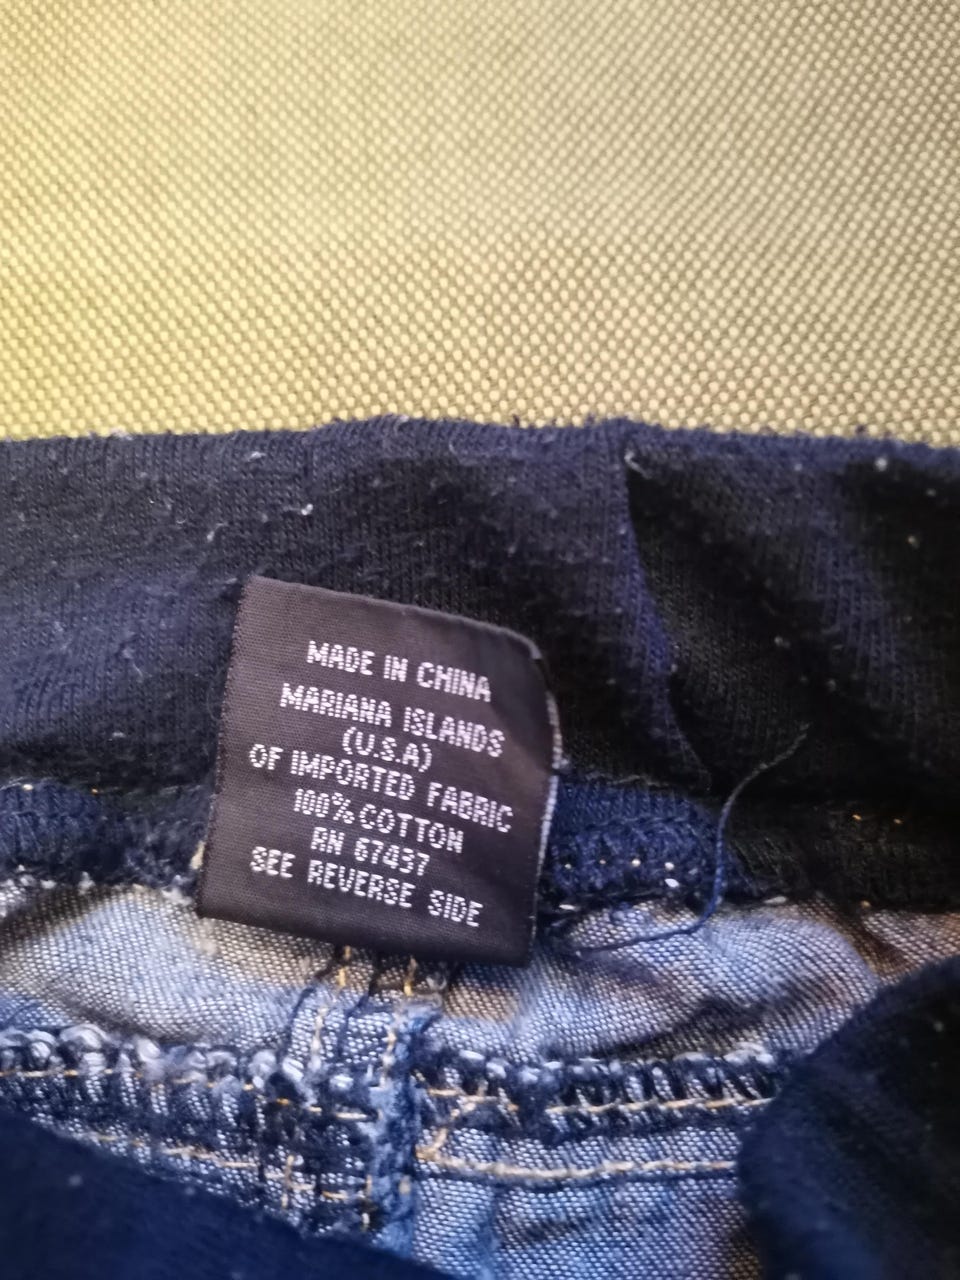 MADE IN CHINA
MARIANA ISLANDS
(U.S.A)
OF IMPORTED FABRIC
100% COTTON
RN 67437
SEE REVERSE SIDE